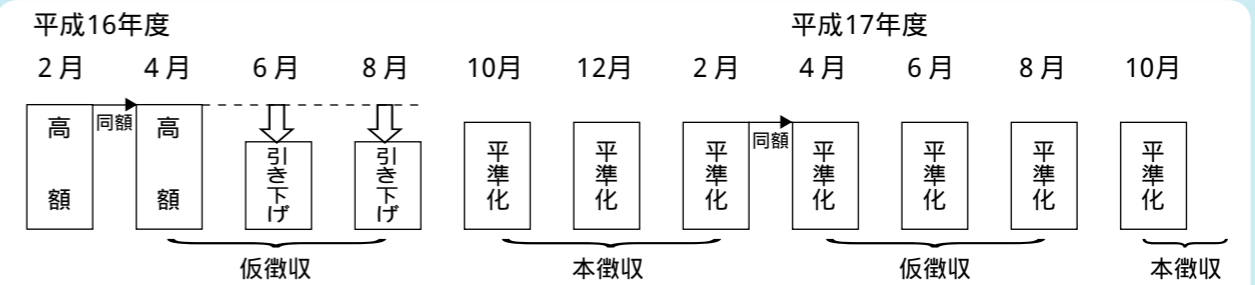 平成16年度
平成17年度
2月
4月
6月
8月
10月
12月
2月
4月
6月
8月
10月
高額
同額
高額
引き下げ
引き下げ
平準化
平準化
平準化
同額
平準化
平準化
平準化
平準化
仮徴収
本徴収
仮徴収
本徴収